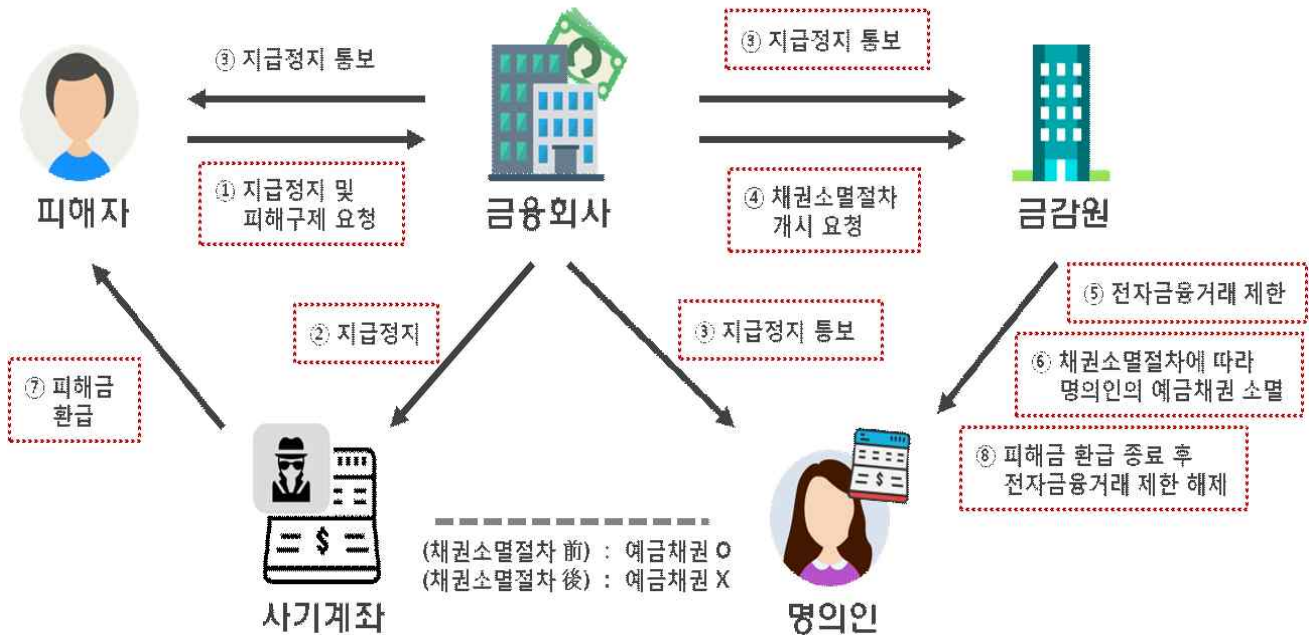 ③ 지급정지 통보
③ 지급정지 통보
① 지급정지 및
피해구제 요청
④ 채권소멸절차
개시 요청
피해자
금융회사
금감원
⑤ 전자금융거래 제한
② 지급정지
③ 지급정지 통보
⑥ 채권소멸절차에 따라
명의인의 예금채권 소멸
⑦ 피해금
환급
⑧ 피해금 환급 종료 후
전자금융거래 제한 해제
$
$
(채권소멸절차 前) : 예금채권 O
(채권소멸절차 後) : 예금채권 X
사기계좌
명의인